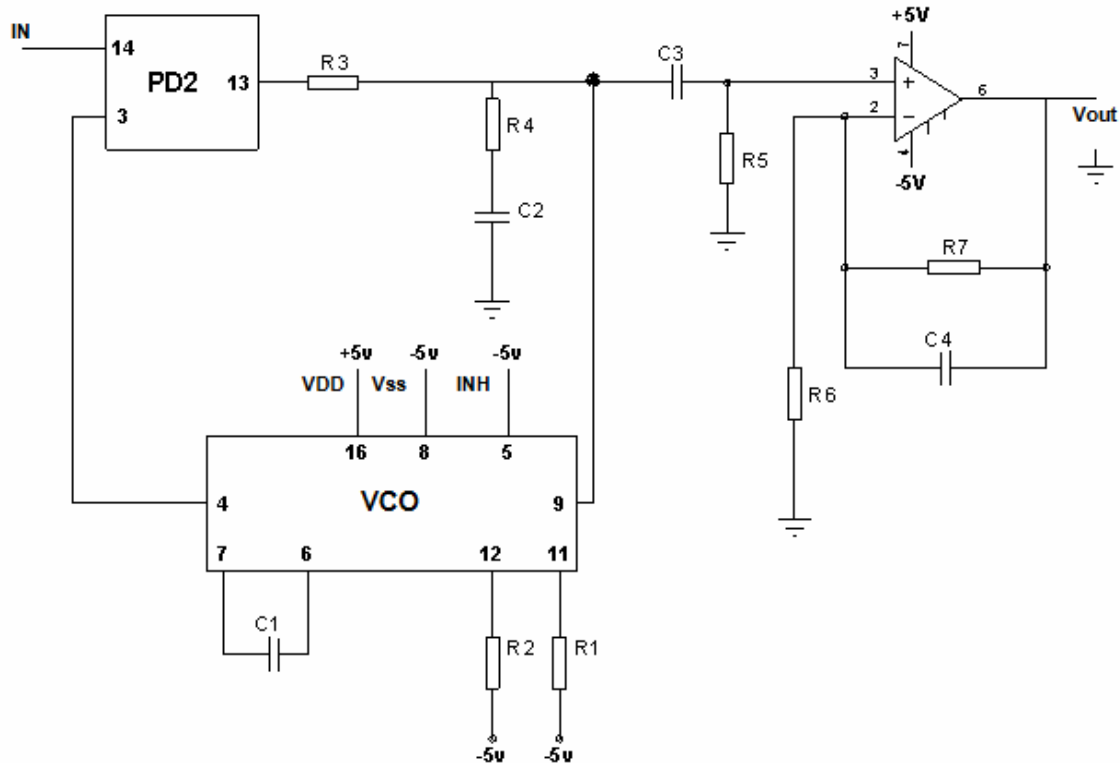 IN
14
PD2
13
3
R3
R4
C2
C3
R5
+5V
7
3
+
2
−
6
4
-5V
Vout
R7
C4
R6
+5v
-5v
-5v
VDD
Vss
INH
16
8
5
4
VCO
9
7
6
12
11
C1
R2
R1
-5v
-5v